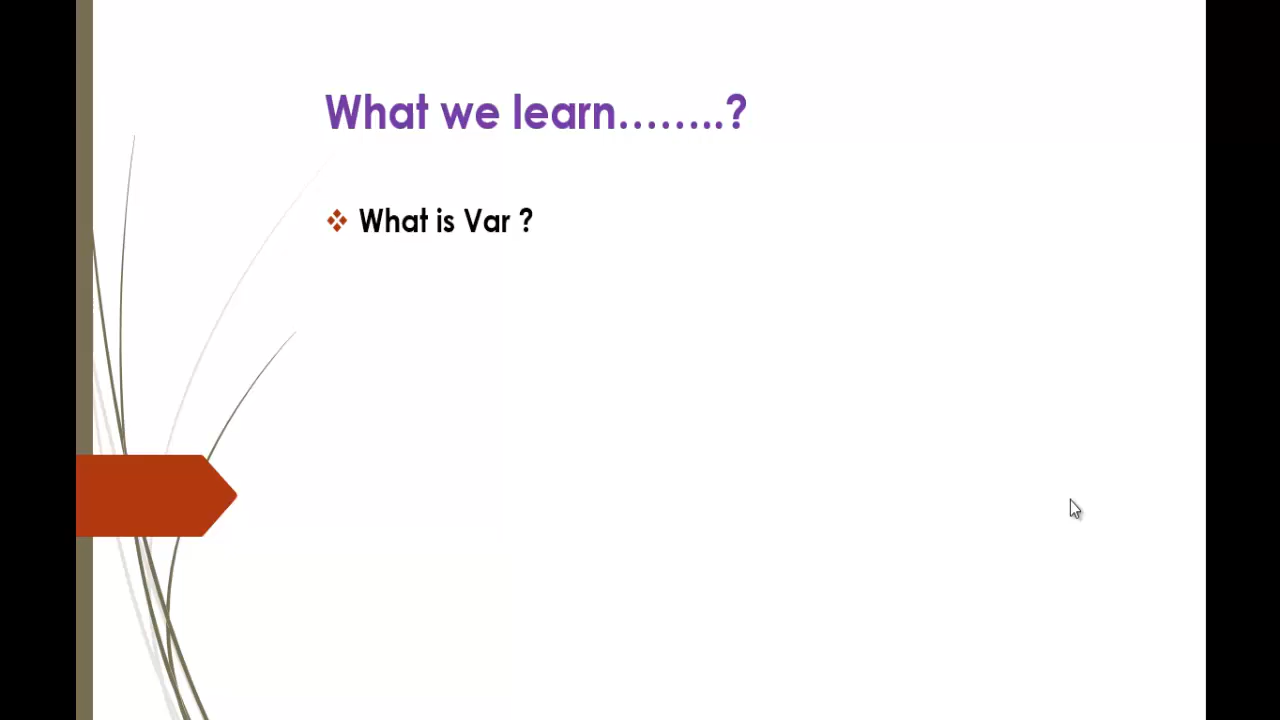 What we learn........?
What is Var ?